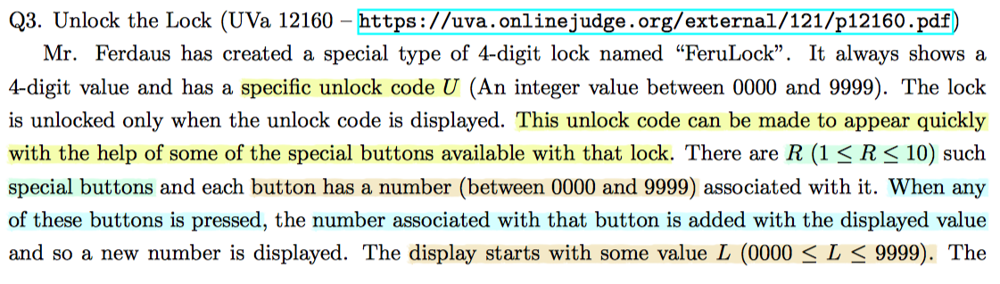 Q3. Unlock the Lock (UVa 12160 – https://uva.onlinejudge.org/external/121/p12160.pdf)
Mr. Ferdaus has created a special type of 4-digit lock named “FeruLock”. It always shows a
4-digit value and has a specific unlock code U (An integer value between 0000 and 9999). The lock
is unlocked only when the unlock code is displayed. This unlock code can be made to appear quickly
with the help of some of the special buttons available with that lock. There are R (1 ≤ R ≤ 10) such
special buttons and each button has a number (between 0000 and 9999) associated with it. When any
of these buttons is pressed, the number associated with that button is added with the displayed value
and so a new number is displayed. The display starts with some value L (0000 ≤ L ≤ 9999). The